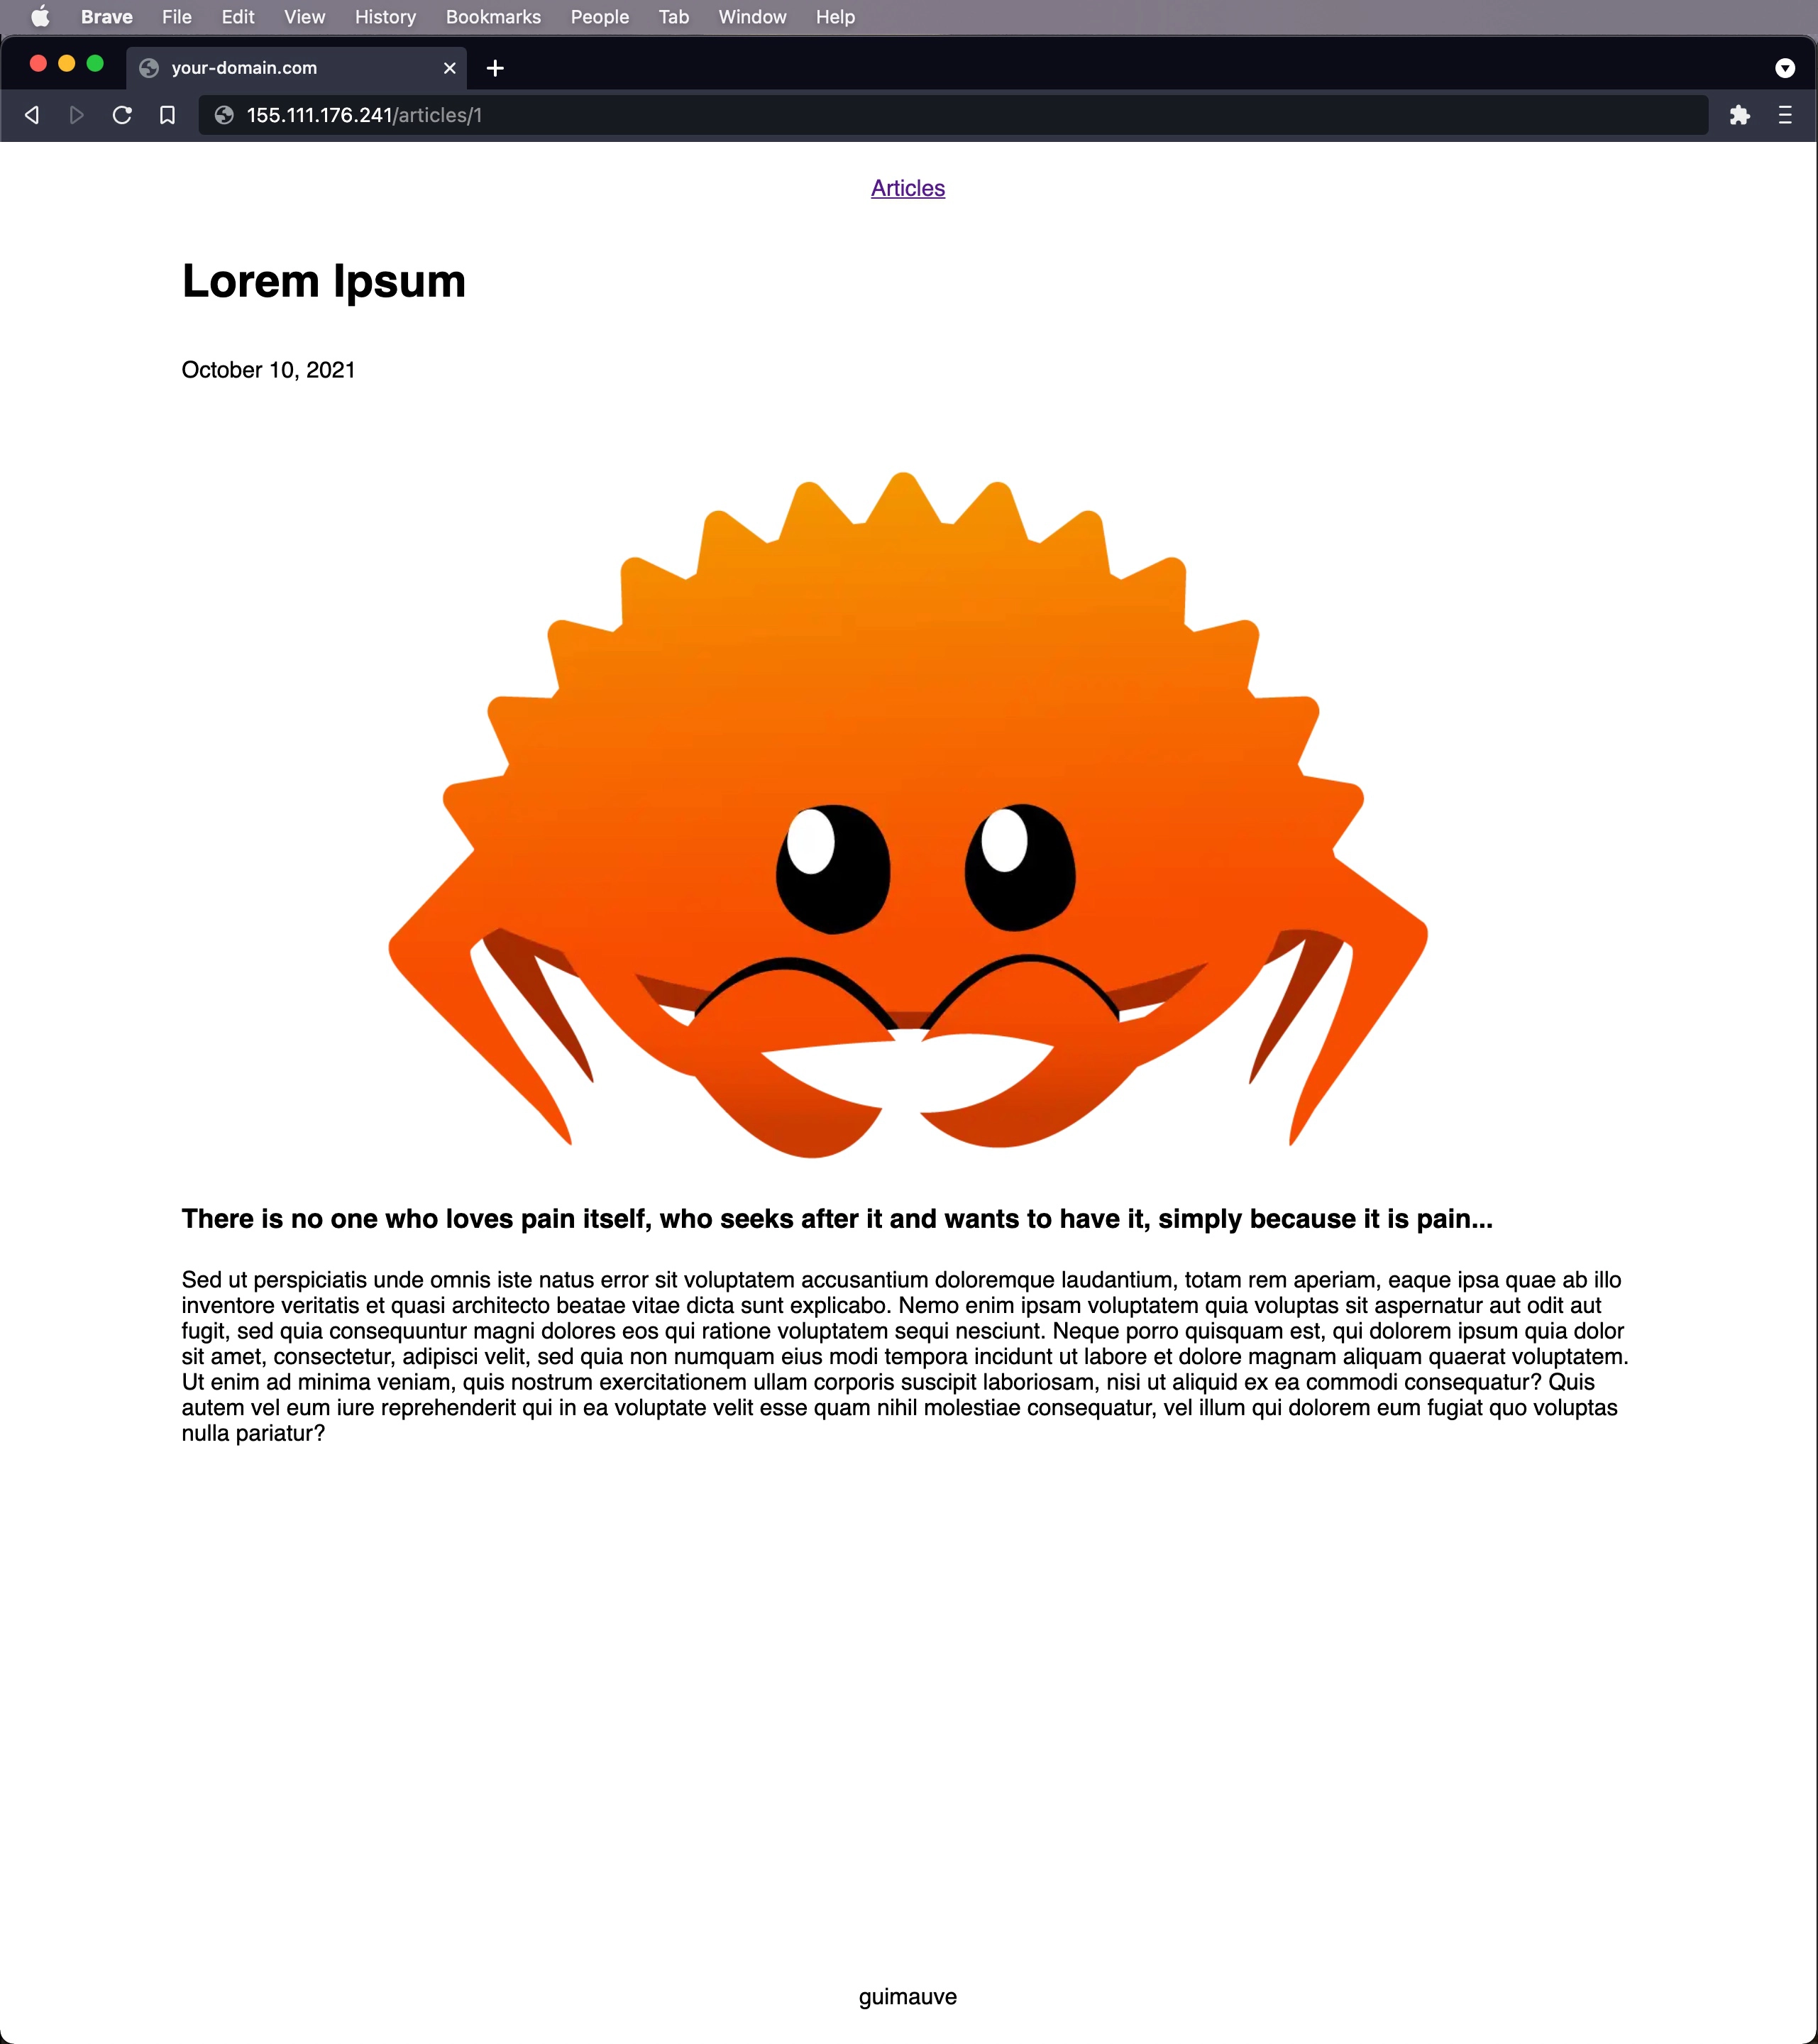 Brave File Edit View History Bookmarks People Tab Window Help
your-domain.com
155.111.176.241/articles/1
Articles
Lorem Ipsum
October 10, 2021
There is no one who loves pain itself, who seeks after it and wants to have it, simply because it is pain...
Sed ut perspiciatis unde omnis iste natus error sit voluptatem accusantium doloremque laudantium, totam rem aperiam, eaque ipsa quae ab illo
inventore veritatis et quasi architecto beatae vitae dicta sunt explicabo. Nemo enim ipsam voluptatem quia voluptas sit aspernatur aut odit aut
fugit, sed quia consequuntur magni dolores eos qui ratione voluptatem sequi nesciunt. Neque porro quisquam est, qui dolorem ipsum quia dolor
sit amet, consectetur, adipisci velit, sed quia non numquam eius modi tempora incidunt ut labore et dolore magnam aliquam quaerat voluptatem.
Ut enim ad minima veniam, quis nostrum exercitationem ullam corporis suscipit laboriosam, nisi ut aliquid ex ea commodi consequatur? Quis
autem vel eum iure reprehenderit qui in ea voluptate velit esse quam nihil molestiae consequatur, vel illum qui dolorem eum fugiat quo voluptas
nulla pariatur?
guimauve